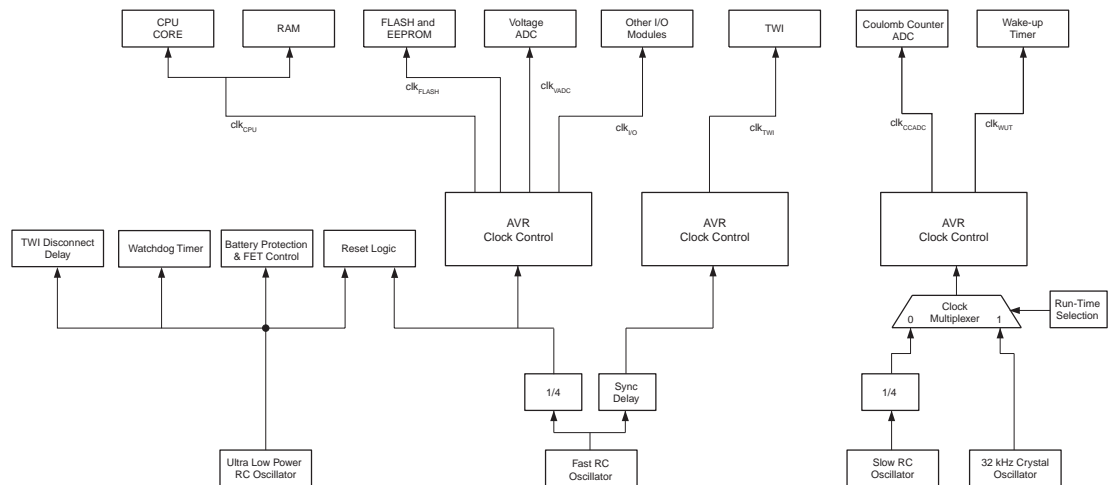 CPU
CORE
RAM
FLASH and
EEPROM
Voltage
ADC
Other I/O
Modules
TWI
Coulomb Counter
ADC
Wake-up
Timer
clkCPU
clkFLASH
clkVADC
clkI/O
clkTWI
clkCCADC
clkWUT
AVR
Clock Control
AVR
Clock Control
AVR
Clock Control
TWI Disconnect
Delay
Watchdog Timer
Battery Protection
& FET Control
Reset Logic
Clock
Multiplexer
0
1
Run-Time
Selection
1/4
Sync
Delay
1/4
Ultra Low Power
RC Oscillator
Fast RC
Oscillator
Slow RC
Oscillator
32 kHz Crystal
Oscillator